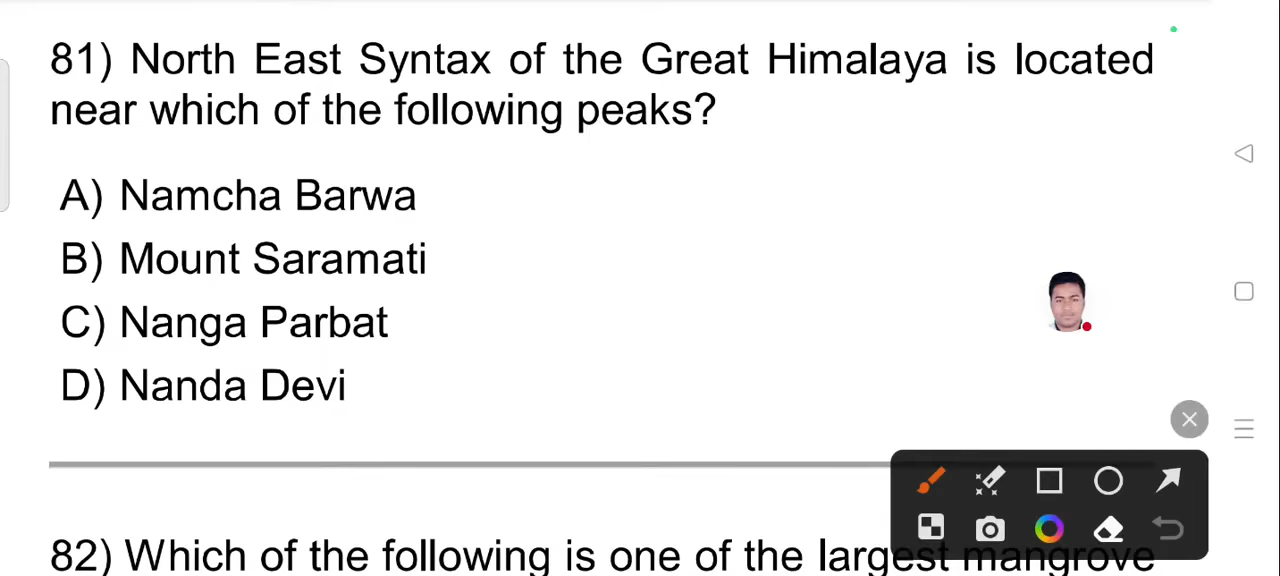 81) North East Syntax of the Great Himalaya is located
near which of the following peaks?
A) Namcha Barwa
B) Mount Saramati
C) Nanga Parbat
D) Nanda Devi
82) Which of the following is one of the largest mangrove